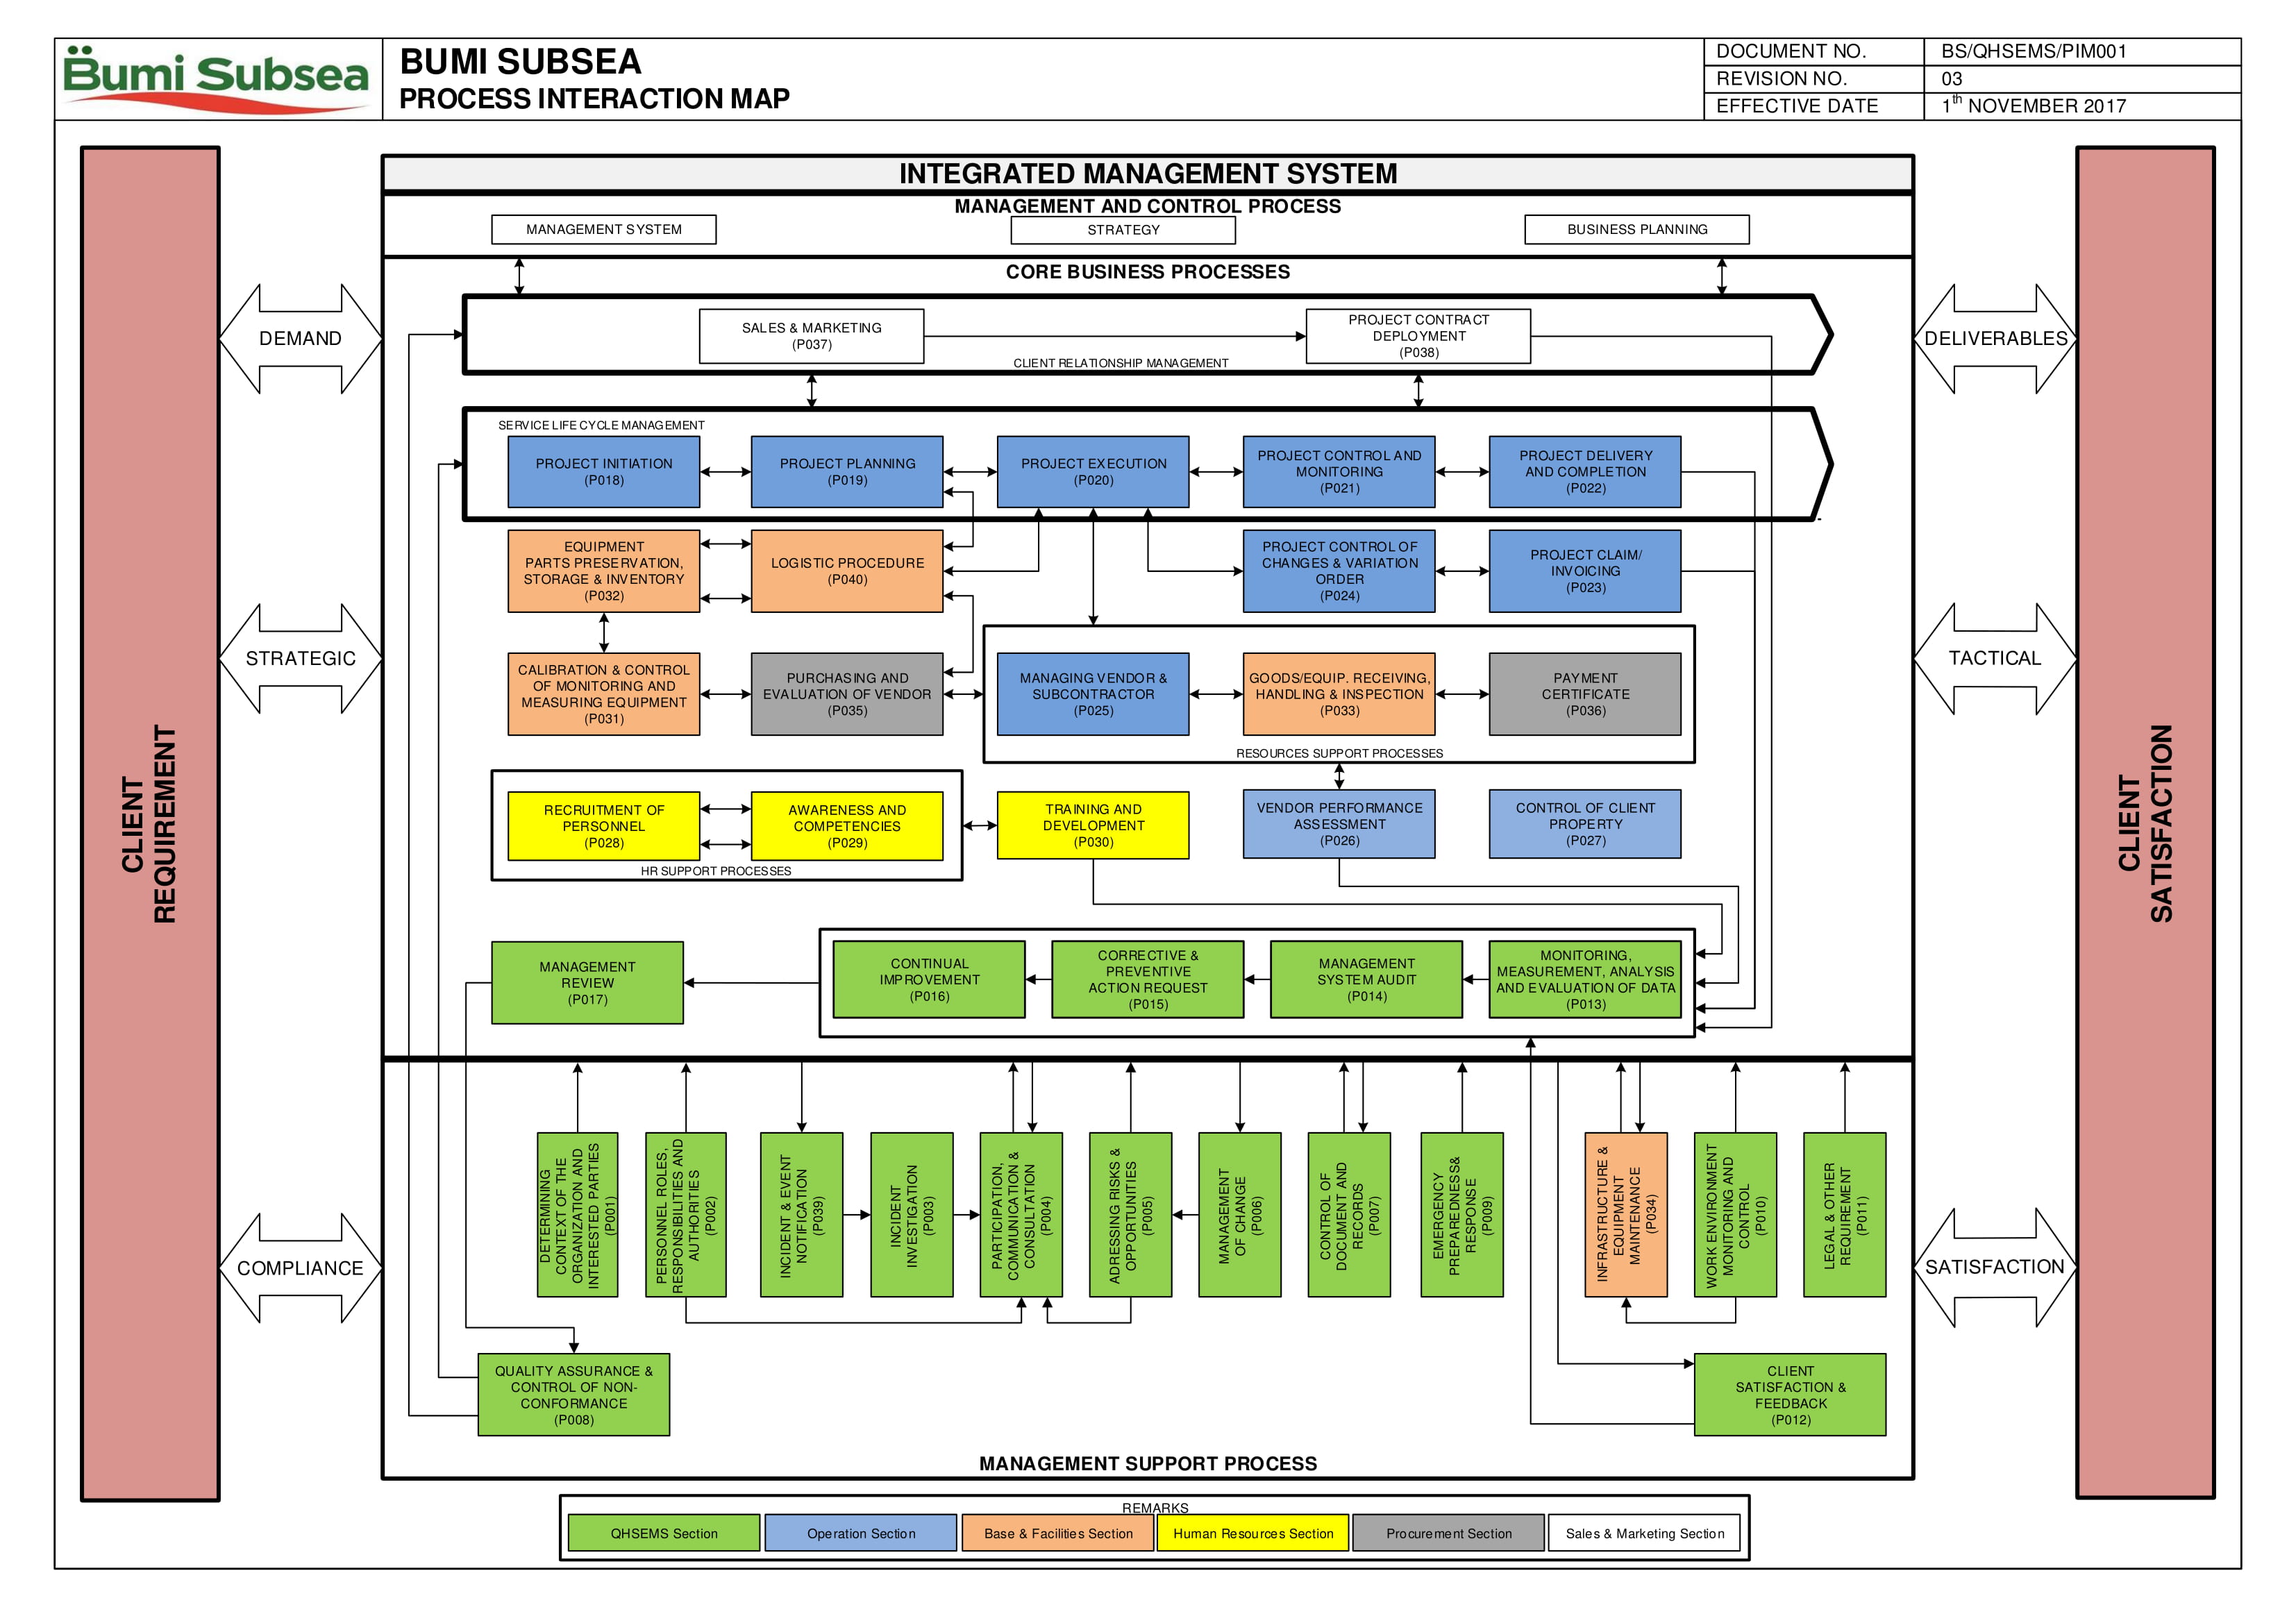 Bumi Subsea
BUMI SUBSEA
PROCESS INTERACTION MAP
DOCUMENT NO.
BS/QHSEMS/PIM001
REVISION NO.
03
EFFECTIVE DATE
1th NOVEMBER 2017
INTEGRATED MANAGEMENT SYSTEM
MANAGEMENT AND CONTROL PROCESS
MANAGEMENT SYSTEM
STRATEGY
BUSINESS PLANNING
CORE BUSINESS PROCESSES
SALES & MARKETING
(P037)
PROJECT CONTRACT
DEPLOYMENT
(P038)
CLIENT RELATIONSHIP MANAGEMENT
DEMAND
DELIVERABLES
SERVICE LIFE CYCLE MANAGEMENT
PROJECT INITIATION
(P018)
PROJECT PLANNING
(P019)
PROJECT EXECUTION
(P020)
PROJECT CONTROL AND
MONITORING
(P021)
PROJECT DELIVERY
AND COMPLETION
(P022)
EQUIPMENT
PARTS PRESERVATION,
STORAGE & INVENTORY
(P032)
LOGISTIC PROCEDURE
(P040)
PROJECT CONTROL OF
CHANGES & VARIATION
ORDER
(P024)
PROJECT CLAIM/
INVOICING
(P023)
STRATEGIC
TACTICAL
CALIBRATION & CONTROL
OF MONITORING AND
MEASURING EQUIPMENT
(P031)
PURCHASING AND
EVALUATION OF VENDOR
(P035)
MANAGING VENDOR &
SUBCONTRACTOR
(P025)
GOODS/EQUIP. RECEIVING,
HANDLING & INSPECTION
(P033)
PAYMENT
CERTIFICATE
(P036)
RESOURCES SUPPORT PROCESSES
CLIENT
REQUIREMENT
CLIENT
SATISFACTION
RECRUITMENT OF
PERSONNEL
(P028)
AWARENESS AND
COMPETENCIES
(P029)
HR SUPPORT PROCESSES
TRAINING AND
DEVELOPMENT
(P030)
VENDOR PERFORMANCE
ASSESSMENT
(P026)
CONTROL OF CLIENT
PROPERTY
(P027)
MANAGEMENT
REVIEW
(P017)
CONTINUAL
IMPROVEMENT
(P016)
CORRECTIVE &
PREVENTIVE
ACTION REQUEST
(P015)
MANAGEMENT
SYSTEM AUDIT
(P014)
MONITORING,
MEASUREMENT, ANALYSIS
AND EVALUATION OF DATA
(P013)
DETERMINING
CONTEXT OF THE
ORGANIZATION AND
INTERESTED PARTIES
(P001)
PERSONNEL ROLES,
RESPONSIBILITIES AND
AUTHORITIES
(P002)
INCIDENT & EVENT
NOTIFICATION
(P039)
INCIDENT
INVESTIGATION
(P003)
PARTICIPATION,
COMMUNICATION &
CONSULTATION
(P004)
ADRESSING RISKS &
OPPORTUNITIES
(P005)
MANAGEMENT
OF CHANGE
(P006)
CONTROL OF
DOCUMENT AND
RECORDS
(P007)
EMERGENCY
PREPAREDNESS&
RESPONSE
(P009)
INFRASTRUCTURE &
EQUIPMENT
MAINTENANCE
(P034)
WORK ENVIRONMENT
MONITORING AND
CONTROL
(P010)
LEGAL & OTHER
REQUIREMENT
(P011)
COMPLIANCE
SATISFACTION
QUALITY ASSURANCE &
CONTROL OF NON-
CONFORMANCE
(P008)
CLIENT
SATISFACTION &
FEEDBACK
(P012)
MANAGEMENT SUPPORT PROCESS
REMARKS
QHSEMS Section
Operation Section
Base & Facilities Section
Human Resources Section
Procurement Section
Sales & Marketing Section